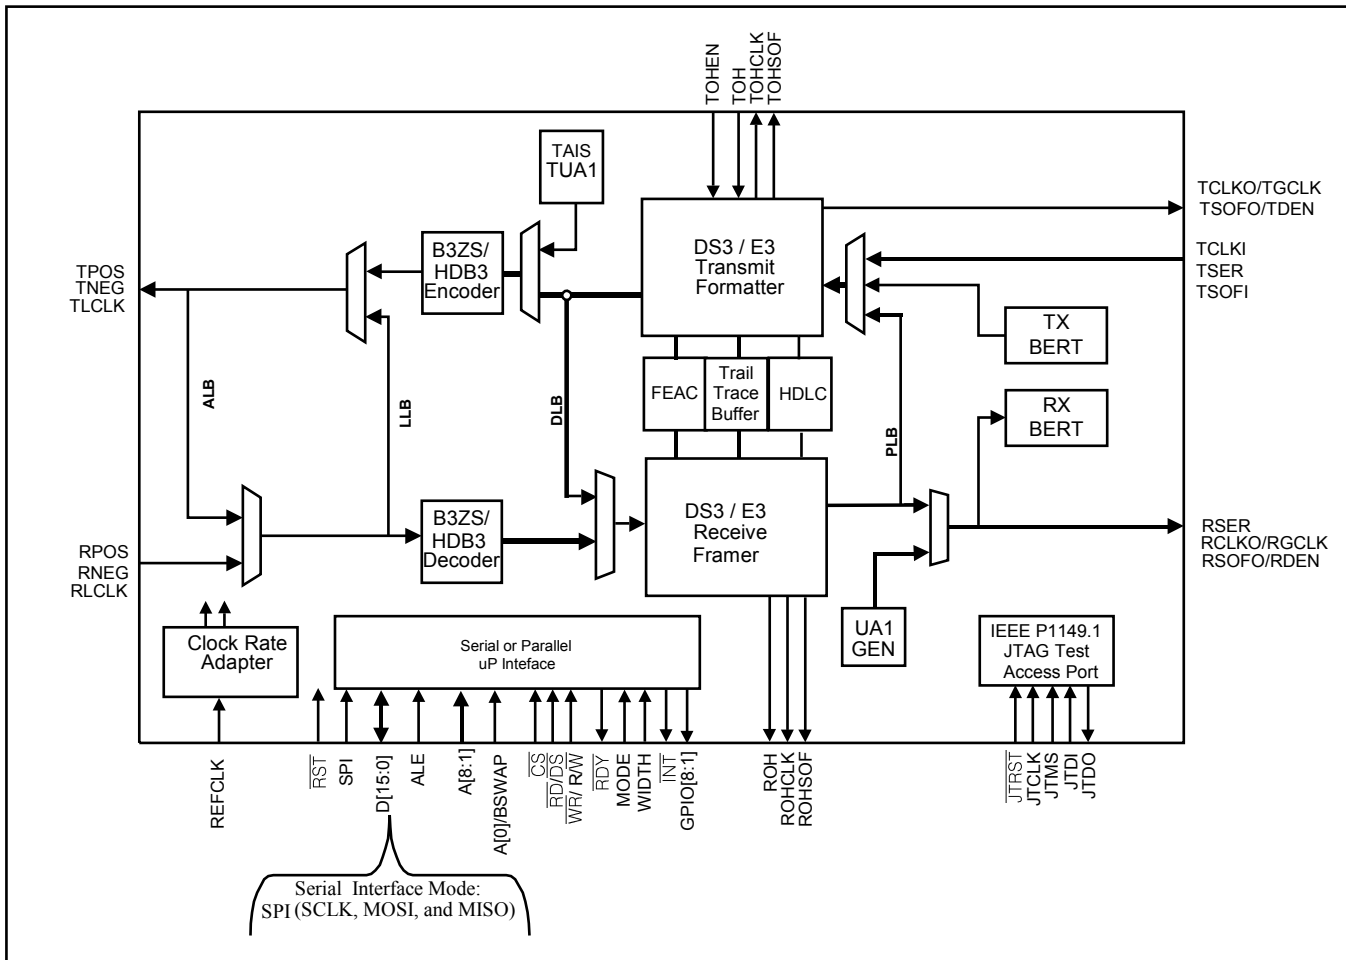 TOHEN
TOH
TOHCLK
TOHSOF
TAIS
TUA1
TCLKO/TGCLK
TSOFO/TDEN
B3ZS/
HDB3
Encoder
DS3 / E3
Transmit
Formatter
TCLKI
TSER
TSOFI
TPOS
TNEG
TLCLK
TX
BERT
FEAC
Trail
Trace
Buffer
HDLC
ALB
LLB
DLB
PLB
RX
BERT
B3ZS/
HDB3
Decoder
DS3 / E3
Receive
Framer
RSER
RCLKO/RGCLK
RSOFO/RDEN
RPOS
RNEG
RLCLK
Clock Rate
Adapter
Serial or Parallel
uP Inteface
UA1
GEN
IEEE P1149.1
JTAG Test
Access Port
REFCLK
RST
SPI
D[15:0]
ALE
A[8:1]
A[0]/BSWAP
CS
RD/DS
WR/ R/W
RDY
MODE
WIDTH
INT
GPIO[8:1]
ROH
ROHCLK
ROHSOF
JTRST
JTCLK
JTMS
JTDI
JTDO
Serial Interface Mode:
SPI (SCLK, MOSI, and MISO)